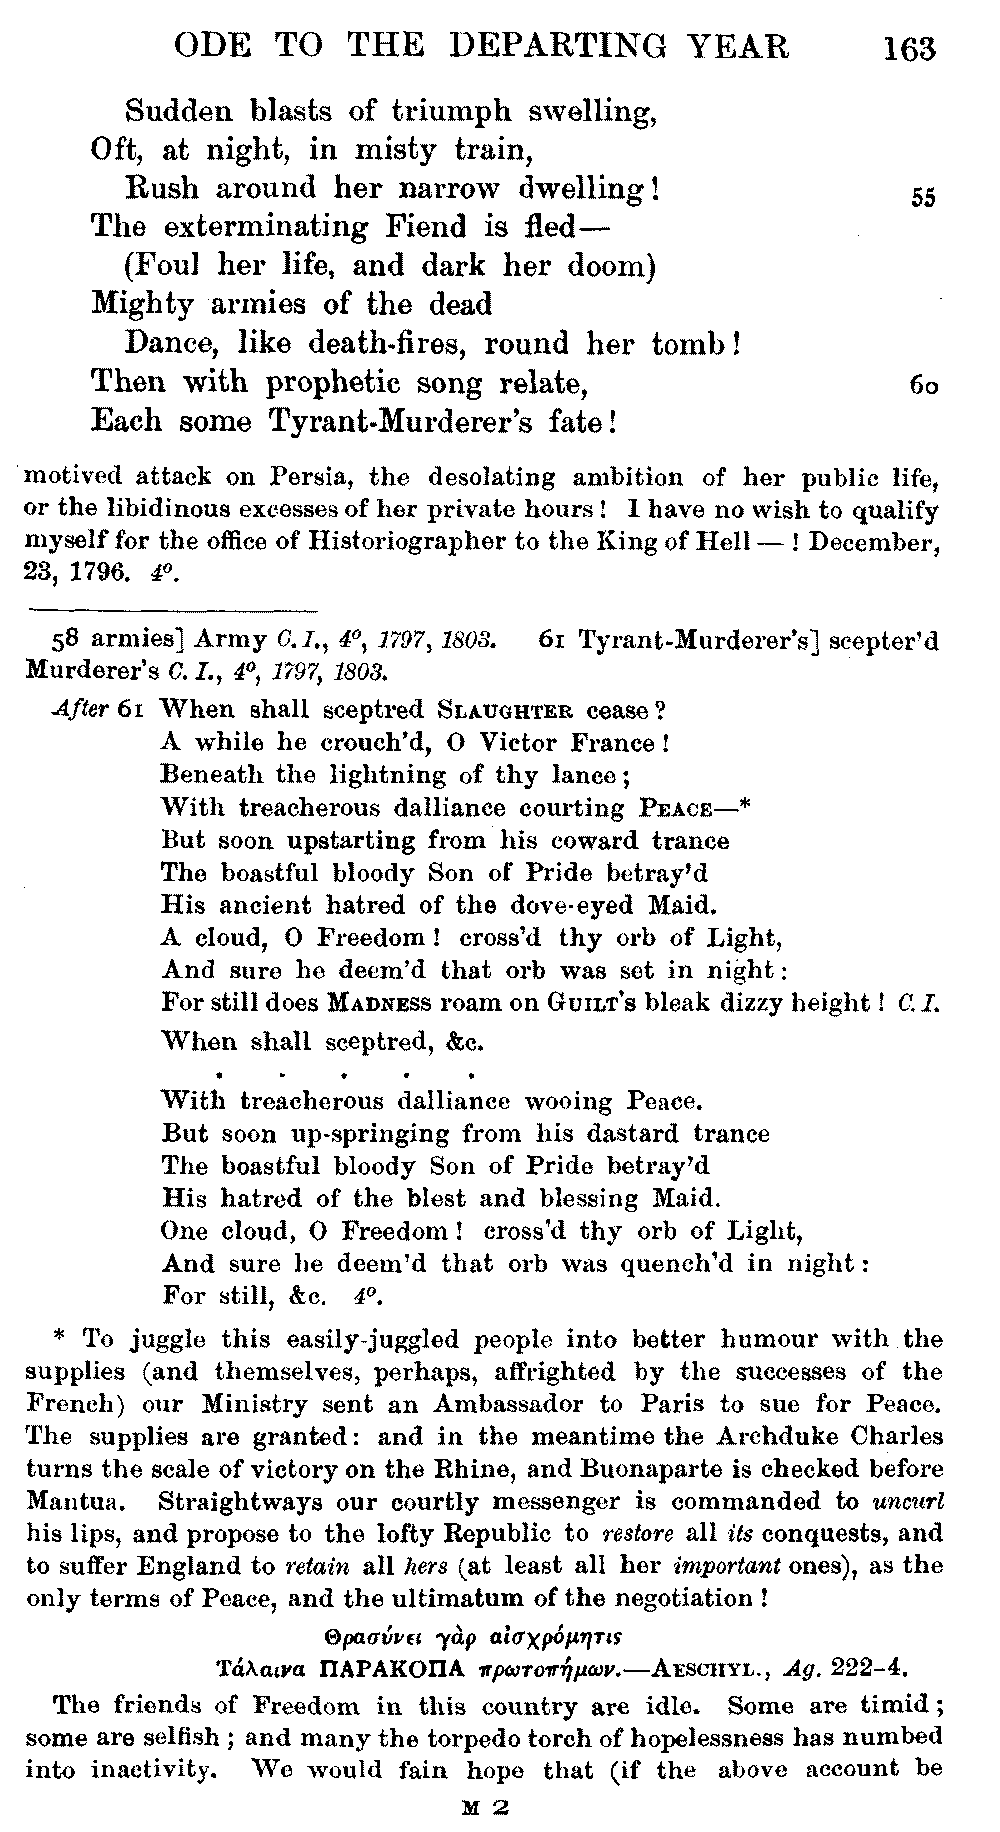 ODE TO THE DEPARTING YEAR 163
Sudden blasts of triumph swelling,
Oft, at night, in misty train,
Rush around her narrow dwelling! 55
The exterminating Fiend is fled—
(Foul her life, and dark her doom)
Mighty armies of the dead
Dance, like death-fires, round her tomb!
Then with prophetic song relate, 60
Each some Tyrant-Murderer's fate!
motived attack on Persia, the desolating ambition of her public life,
or the libidinous excesses of her private hours! I have no wish to qualify
myself for the office of Historiographer to the King of Hell—! December,
23, 1796. 4º.
58 armies] Army C. I., 4º, 1797, 1803. 61 Tyrant-Murderer's] scepter'd
Murderer's C. I., 4º, 1797, 1803.
After 61 When shall sceptred SLAUGHTER cease?
A while he crouch'd, O Victor France!
Beneath the lightning of thy lance;
With treacherous dalliance courting PEACE—*
But soon upstarting from his coward trance
The boastful bloody Son of Pride betray'd
His ancient hatred of the dove-eyed Maid.
A cloud, O Freedom! cross'd thy orb of Light,
And sure he deem'd that orb was set in night:
For still does MADNESS roam on GUILT's bleak dizzy height! C. I.
When shall sceptred, &c.
. . . . .
With treacherous dalliance wooing Peace.
But soon up-springing from his dastard trance
The boastful bloody Son of Pride betray'd
His hatred of the blest and blessing Maid.
One cloud, O Freedom! cross'd thy orb of Light,
And sure he deem'd that orb was quench'd in night:
For still, &c. 4º.
* To juggle this easily-juggled people into better humour with the
supplies (and themselves, perhaps, affrighted by the successes of the
French) our Ministry sent an Ambassador to Paris to sue for Peace.
The supplies are granted: and in the meantime the Archduke Charles
turns the scale of victory on the Rhine, and Buonaparte is checked before
Mantua. Straightways our courtly messenger is commanded to uncurl
his lips, and propose to the lofty Republic to restore all its conquests, and
to suffer England to retain all hers (at least all her important ones), as the
only terms of Peace, and the ultimatum of the negotiation!
Θρασύνει γὰρ αἰσχρόμητις
Τάλαινα ΠΑΡΑΚΟΠΑ πρωτοπήμων.—AESCHYL., Ag. 222-4.
The friends of Freedom in this country are idle. Some are timid;
some are selfish; and many the torpedo torch of hopelessness has numbed
into inactivity. We would fain hope that (if the above account be
M 2